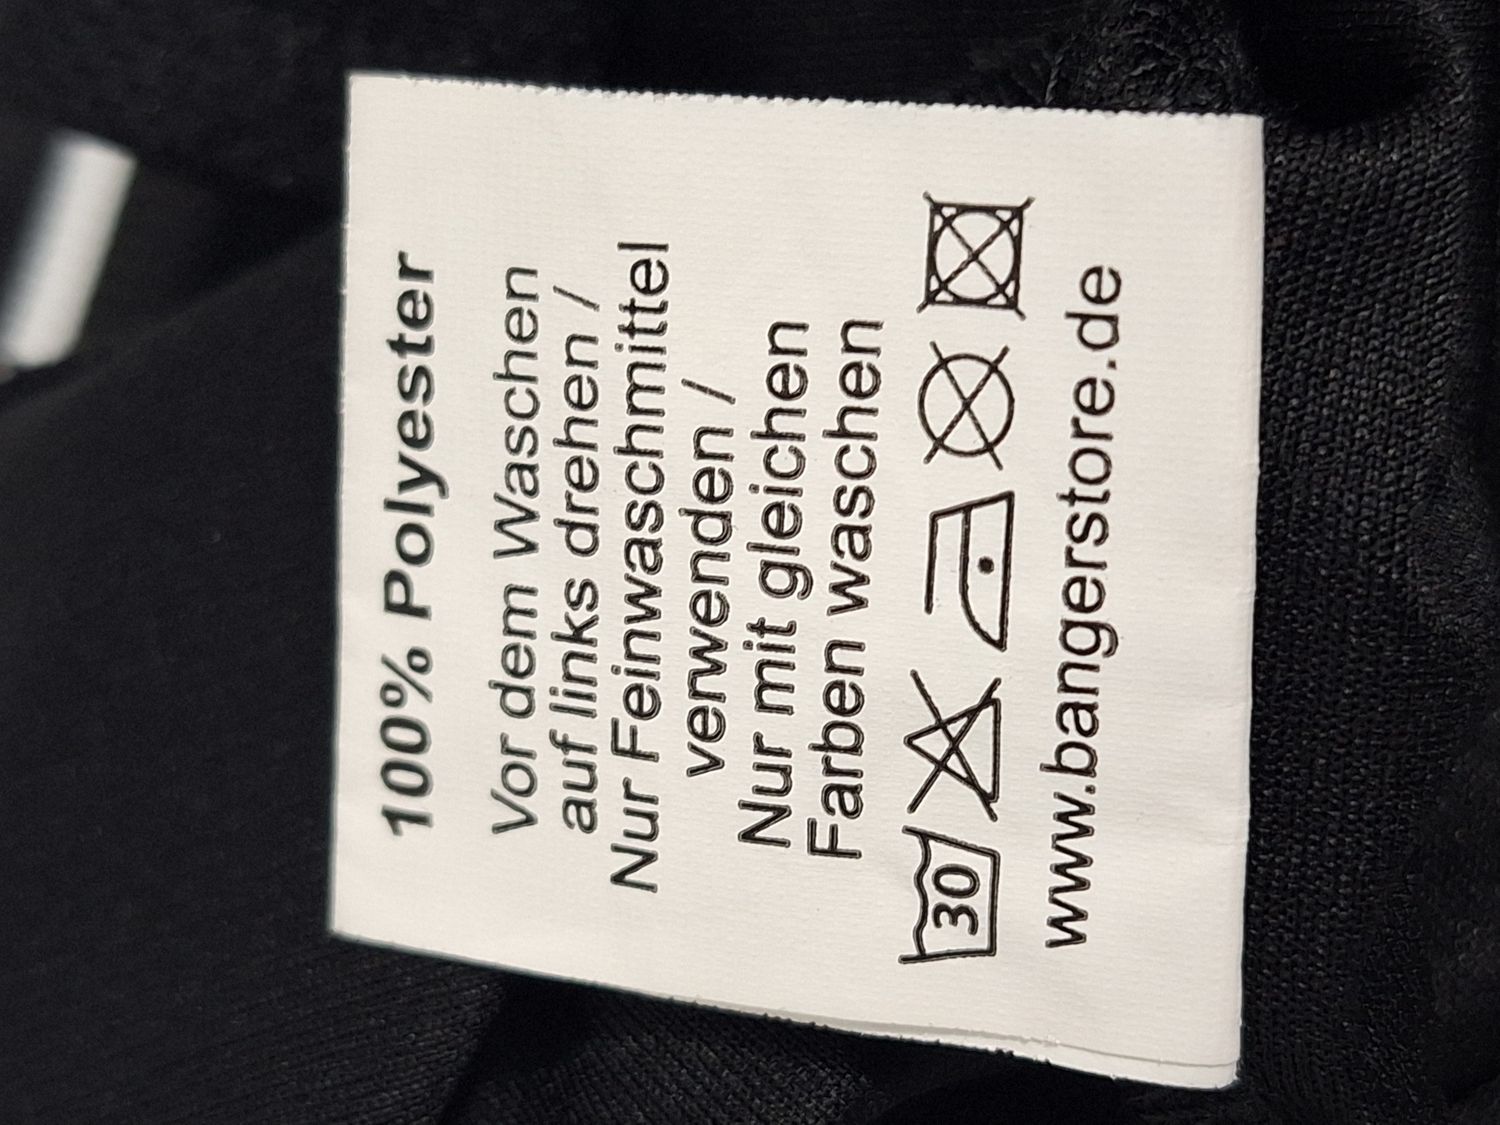 100% Polyester
Vor dem Waschen
auf links drehen /
Nur Feinwaschmittel
verwenden /
Nur mit gleichen
Farben waschen
30
www.bangerstore.de